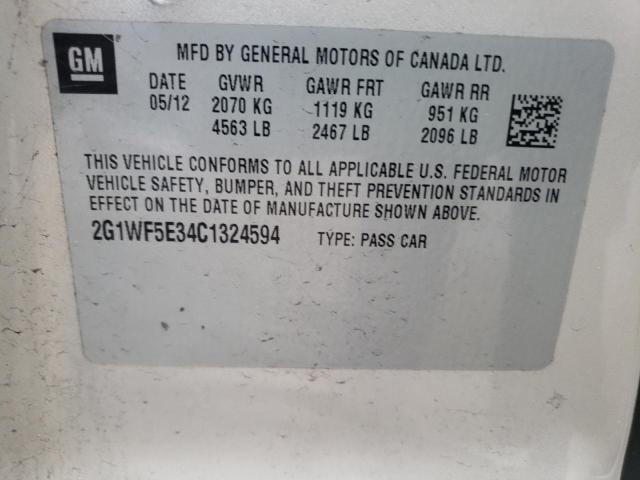 GM
MFD BY GENERAL MOTORS OF CANADA LTD.
DATE GVWR GAWR FRT GAWR RR
05/12 2070 KG 1119 KG 951 KG
4563 LB 2467 LB 2096 LB
THIS VEHICLE CONFORMS TO ALL APPLICABLE U.S. FEDERAL MOTOR
VEHICLE SAFETY, BUMPER, AND THEFT PREVENTION STANDARDS IN
EFFECT ON THE DATE OF MANUFACTURE SHOWN ABOVE.
2G1WF5E34C1324594 TYPE: PASS CAR